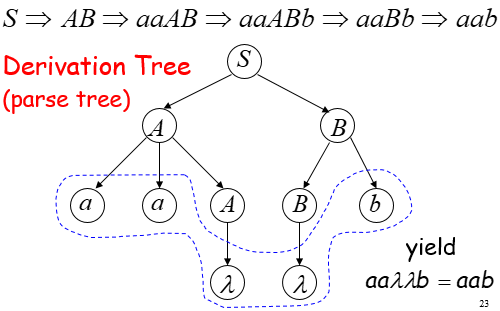 S ⇒ AB ⇒ aaAB ⇒ aaABb ⇒ aaBb ⇒ aab
Derivation Tree
(parse tree)
S
A B
a a A B b
λ λ
yield
aaλλb = aab
23